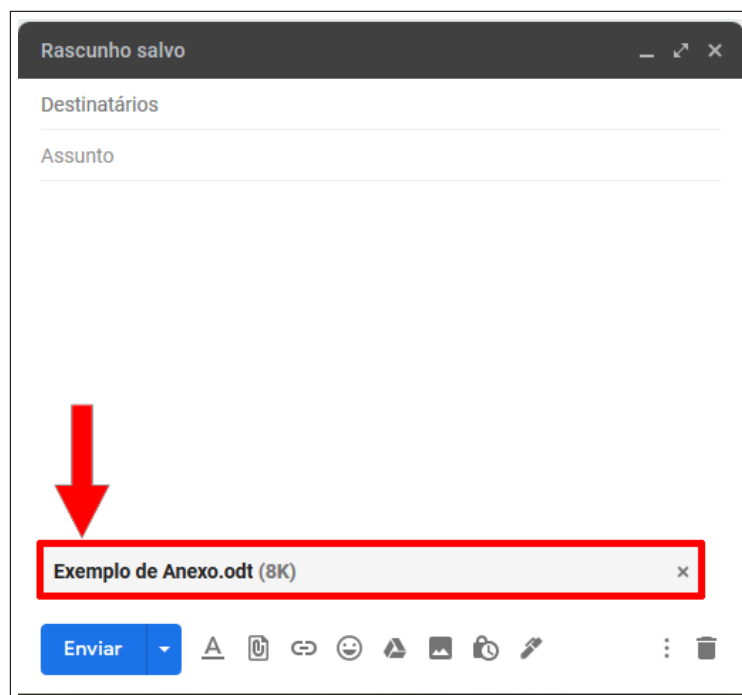 Rascunho salvo
Destinatários
Assunto
Exemplo de Anexo.odt (8K)
Enviar